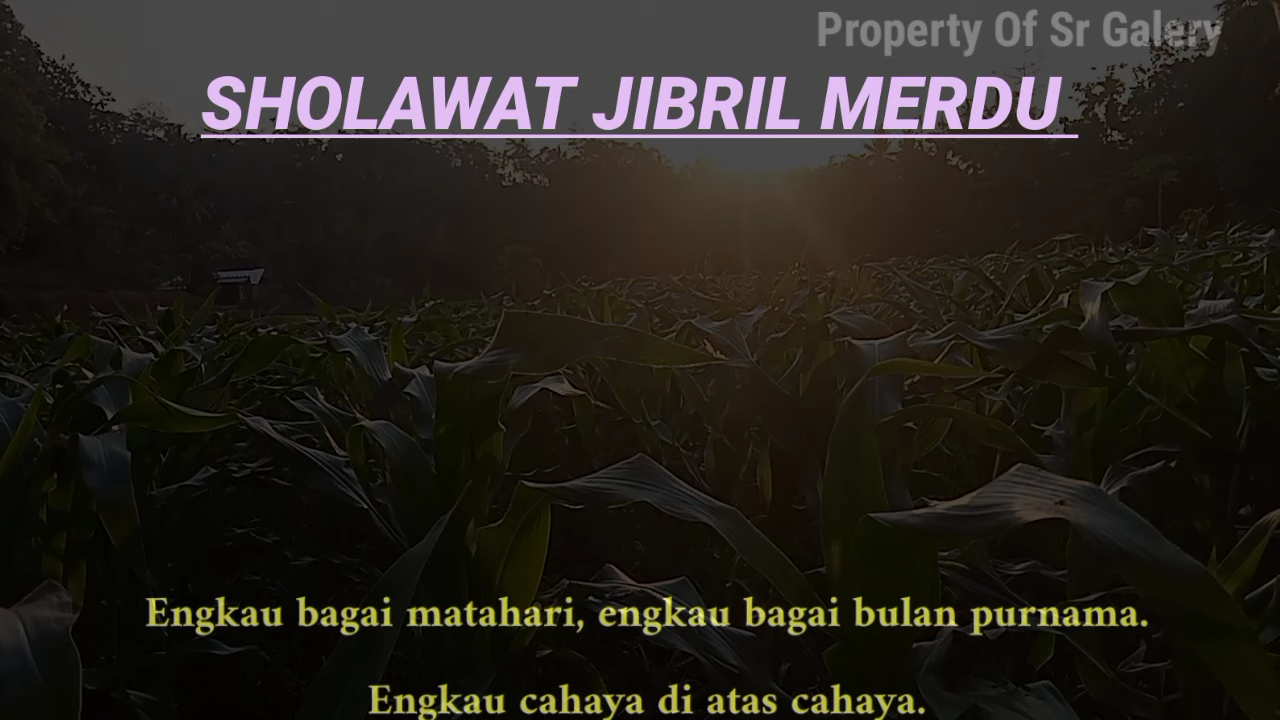 Property Of Sr Galery
SHOLAWAT JIBRIL MERDU
Engkau bagai matahari, engkau bagai bulan purnama.
Engkau cahaya di atas cahaya.